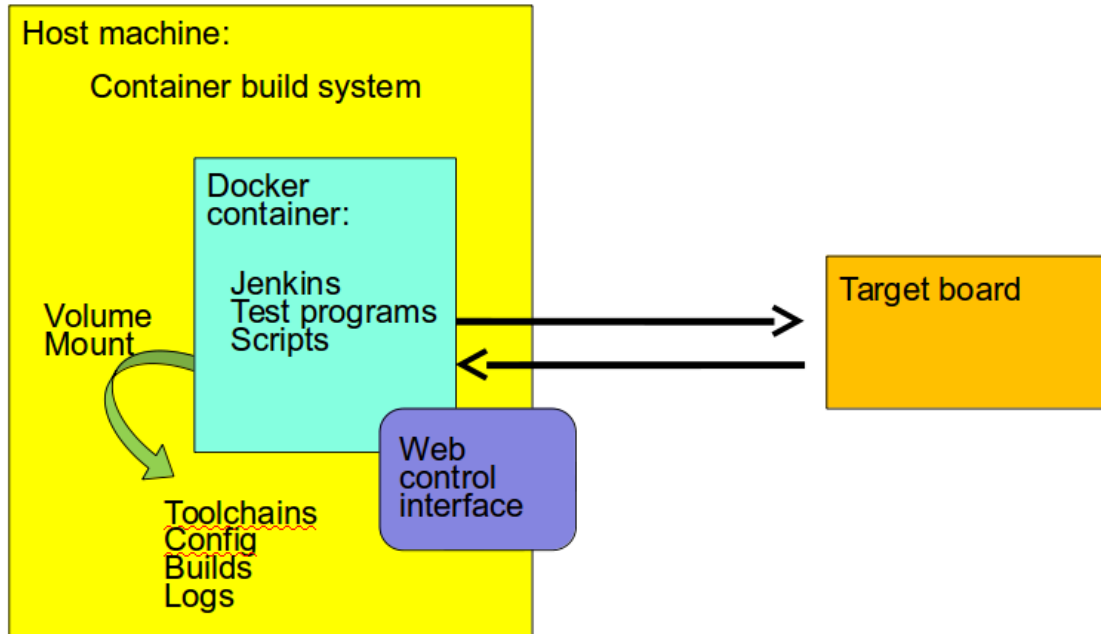 Host machine:
Container build system
Docker
container:
Jenkins
Test programs
Scripts
Volume
Mount
Target board
Web
control
interface
Toolchains
Config
Builds
Logs